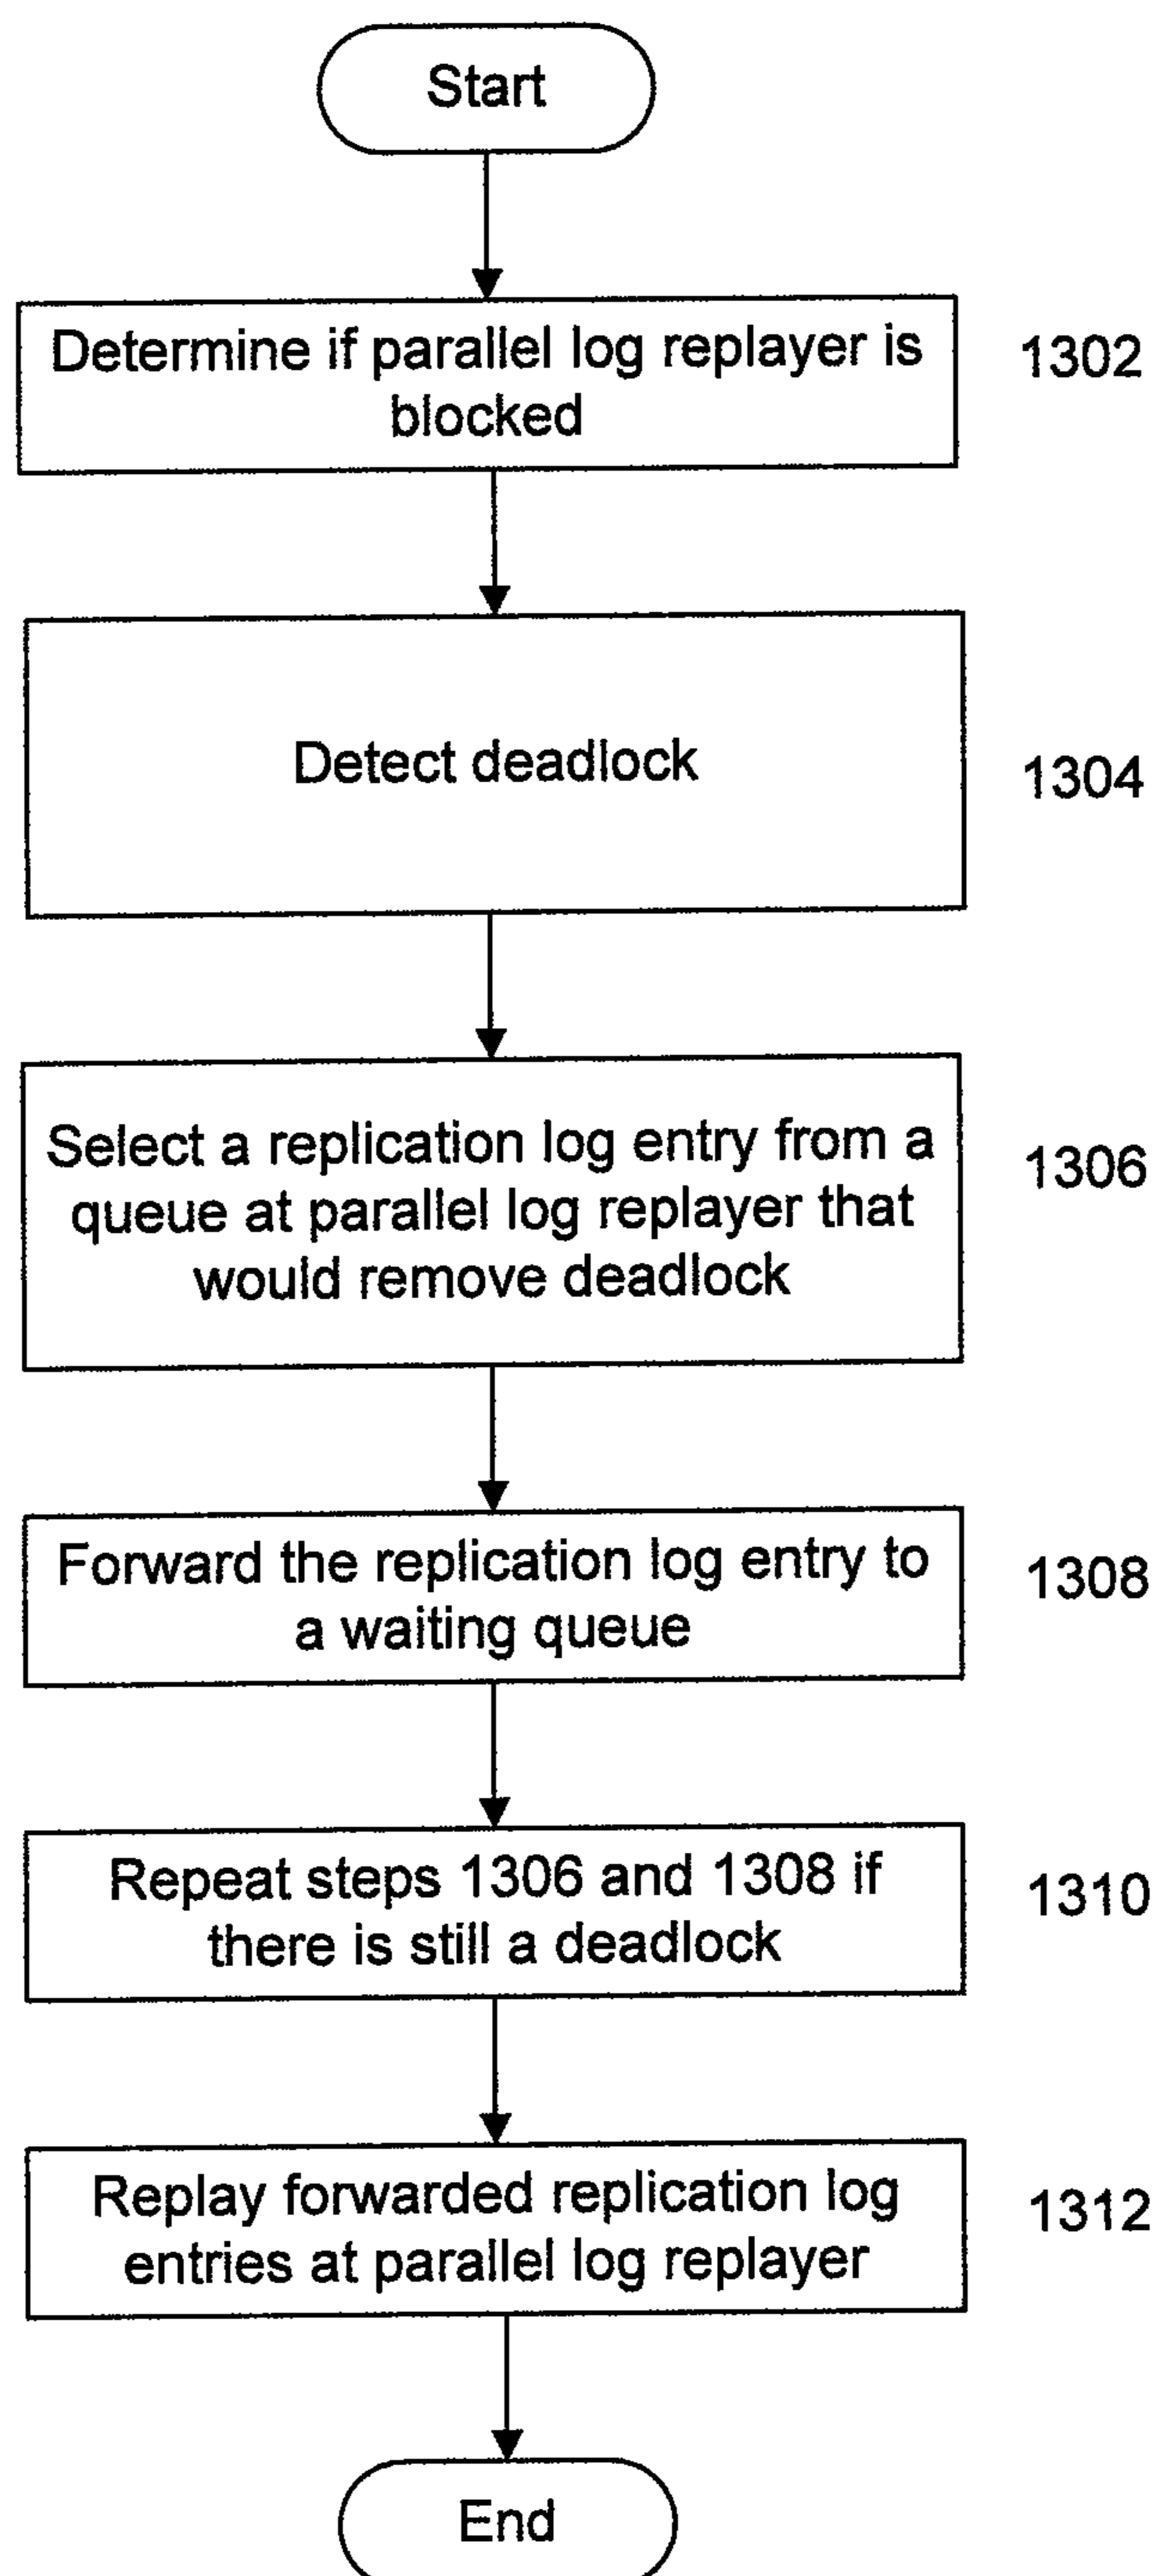 Start
Determine if parallel log replayer is
blocked
1302
Detect deadlock
1304
Select a replication log entry from a
queue at parallel log replayer that
would remove deadlock
1306
Forward the replication log entry to
a waiting queue
1308
Repeat steps 1306 and 1308 if
there is still a deadlock
1310
Replay forwarded replication log
entries at parallel log replayer
1312
End